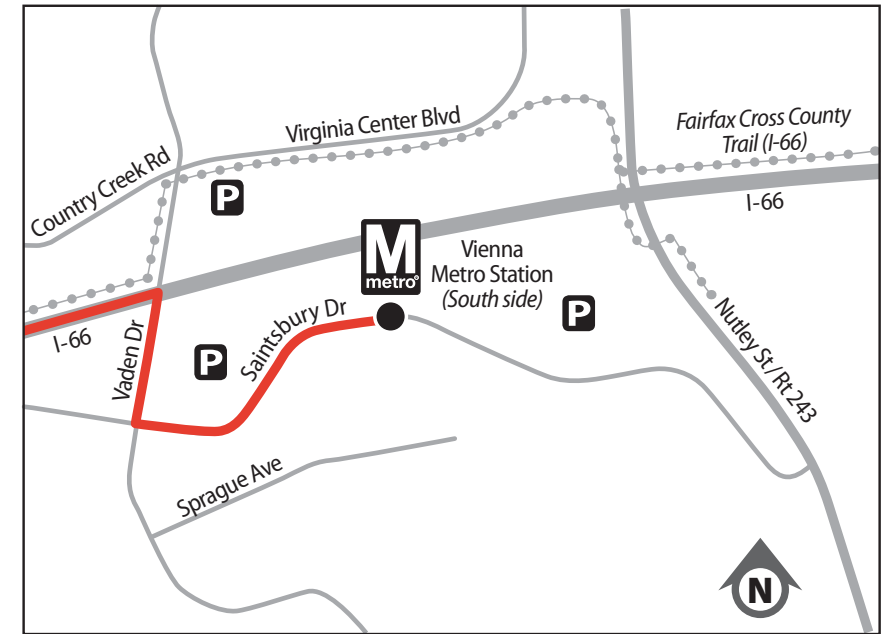 Virginia Center Blvd
Fairfax Cross County
Trail (I-66)
Country Creek Rd
P
I-66
M
metro®
Vienna
Metro Station
(South side)
P
I-66
Vaden Dr
P
Saintsbury Dr
Nutley St / Rt 243
Sprague Ave
N